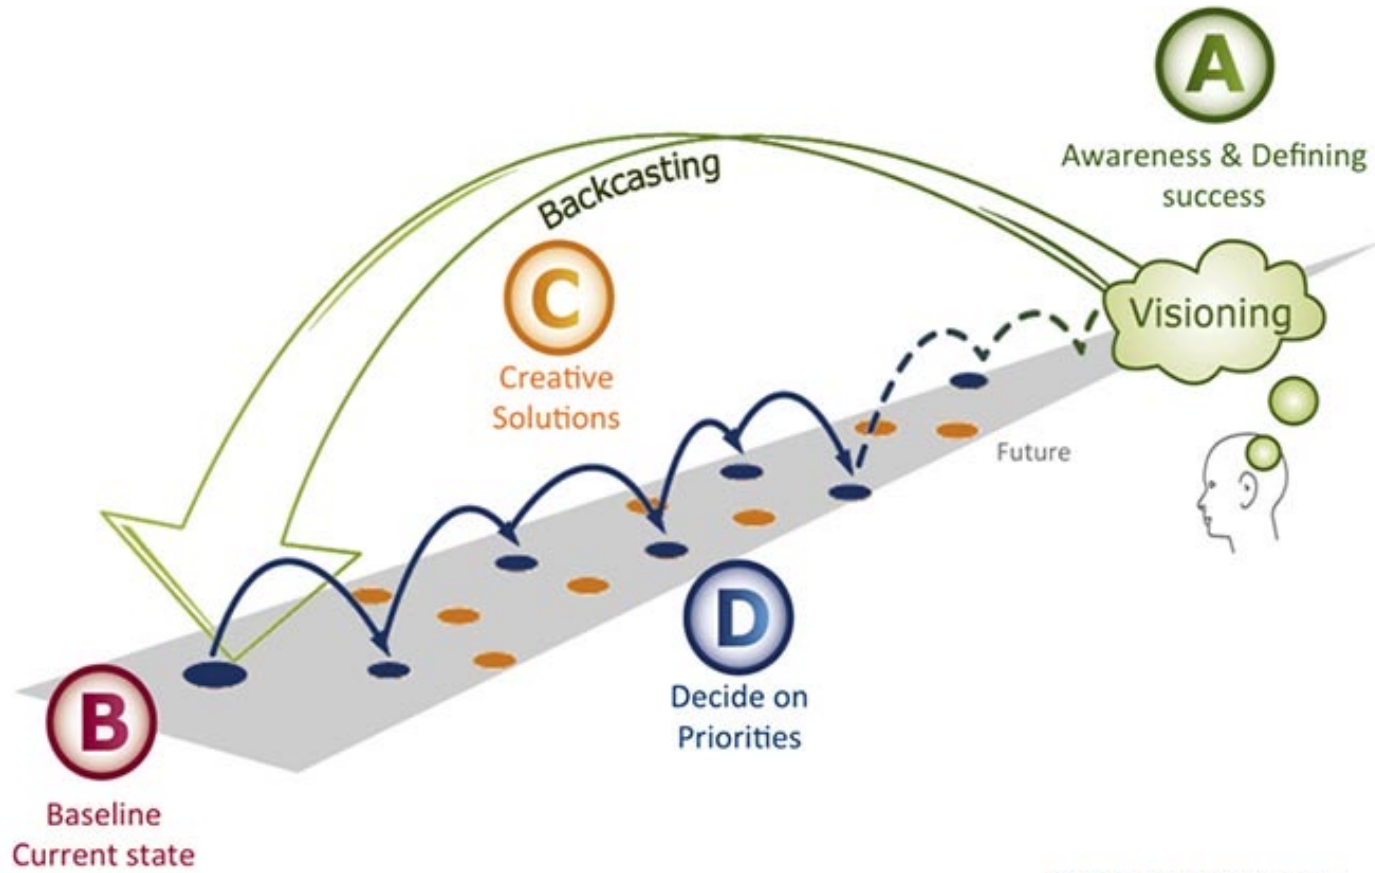 A
Awareness & Defining
success
Backcasting
C
Creative
Solutions
Visioning
Future
D
Decide on
Priorities
B
Baseline
Current state